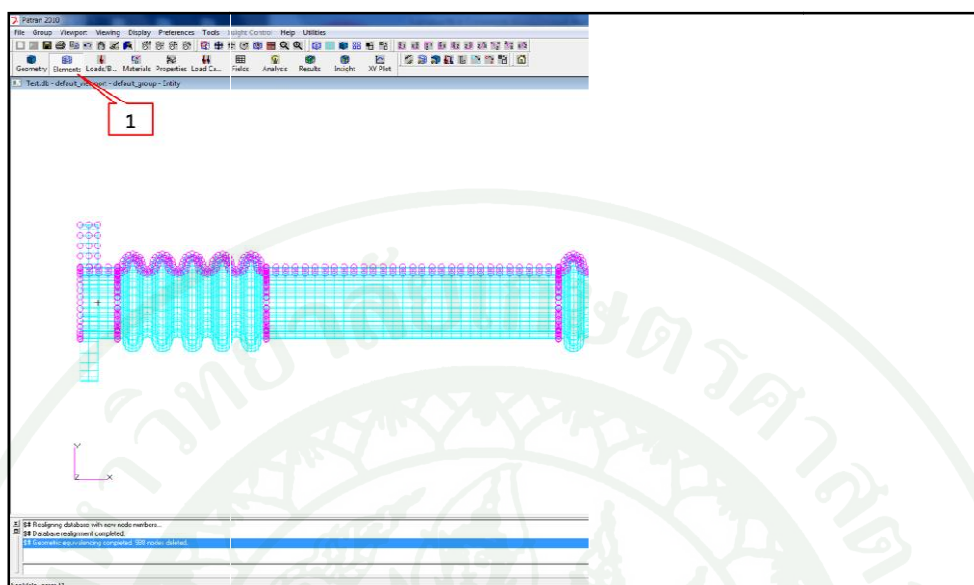 Patran 2010
File Group Viewport Viewing Display Preferences Tools Insight Control Help Utilities
Geometry Elements Loads/B... Materials Properties Load Ca... Fields Analysis Results Insight XY Plot
Test.db - default_viewport - default_group - Entity
1
Y
Z X
$# Realigning database with new node numbers...
$# Database realignment completed.
$# Geometric equivalencing completed. 988 nodes deleted.